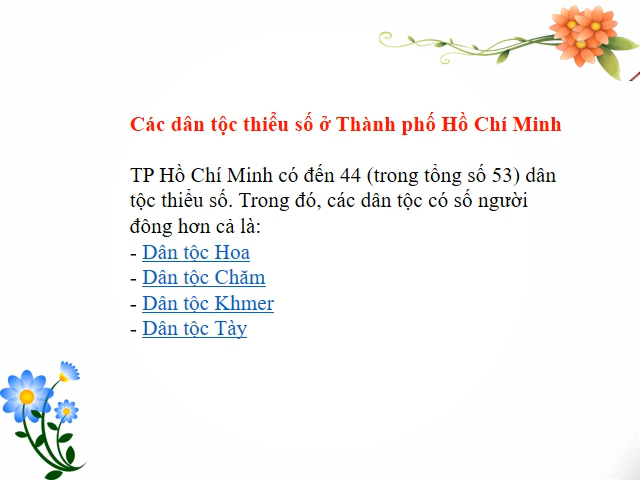 Các dân tộc thiểu số ở Thành phố Hồ Chí Minh
TP Hồ Chí Minh có đến 44 (trong tổng số 53) dân
tộc thiểu số. Trong đó, các dân tộc có số người
đông hơn cả là:
- Dân tộc Hoa
- Dân tộc Chăm
- Dân tộc Khmer
- Dân tộc Tày